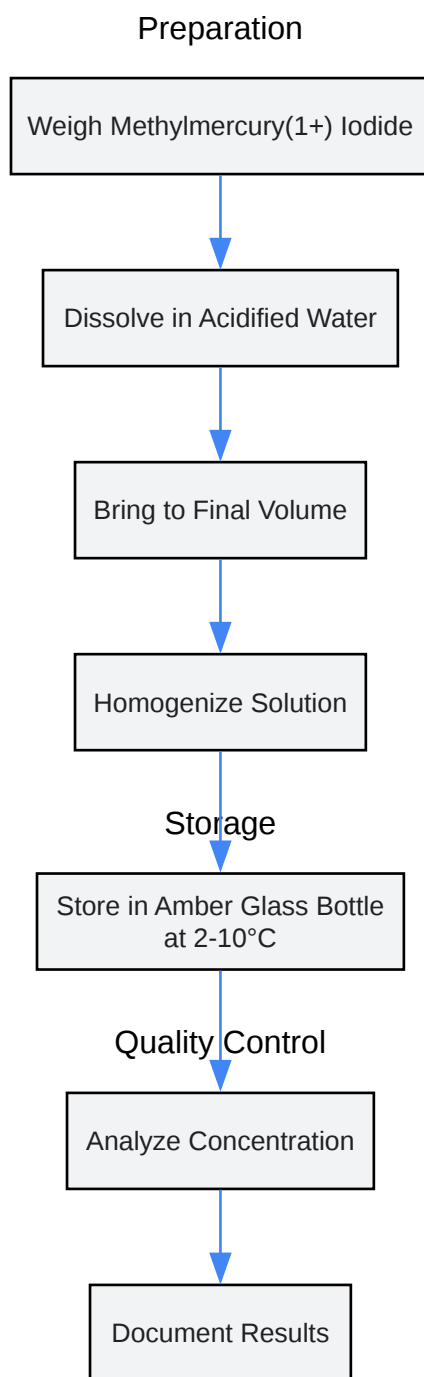 Preparation
Weigh Methylmercury(1+) Iodide
Dissolve in Acidified Water
Bring to Final Volume
Homogenize Solution
Storage
Store in Amber Glass Bottle
at 2-10°C
Quality Control
Analyze Concentration
Document Results